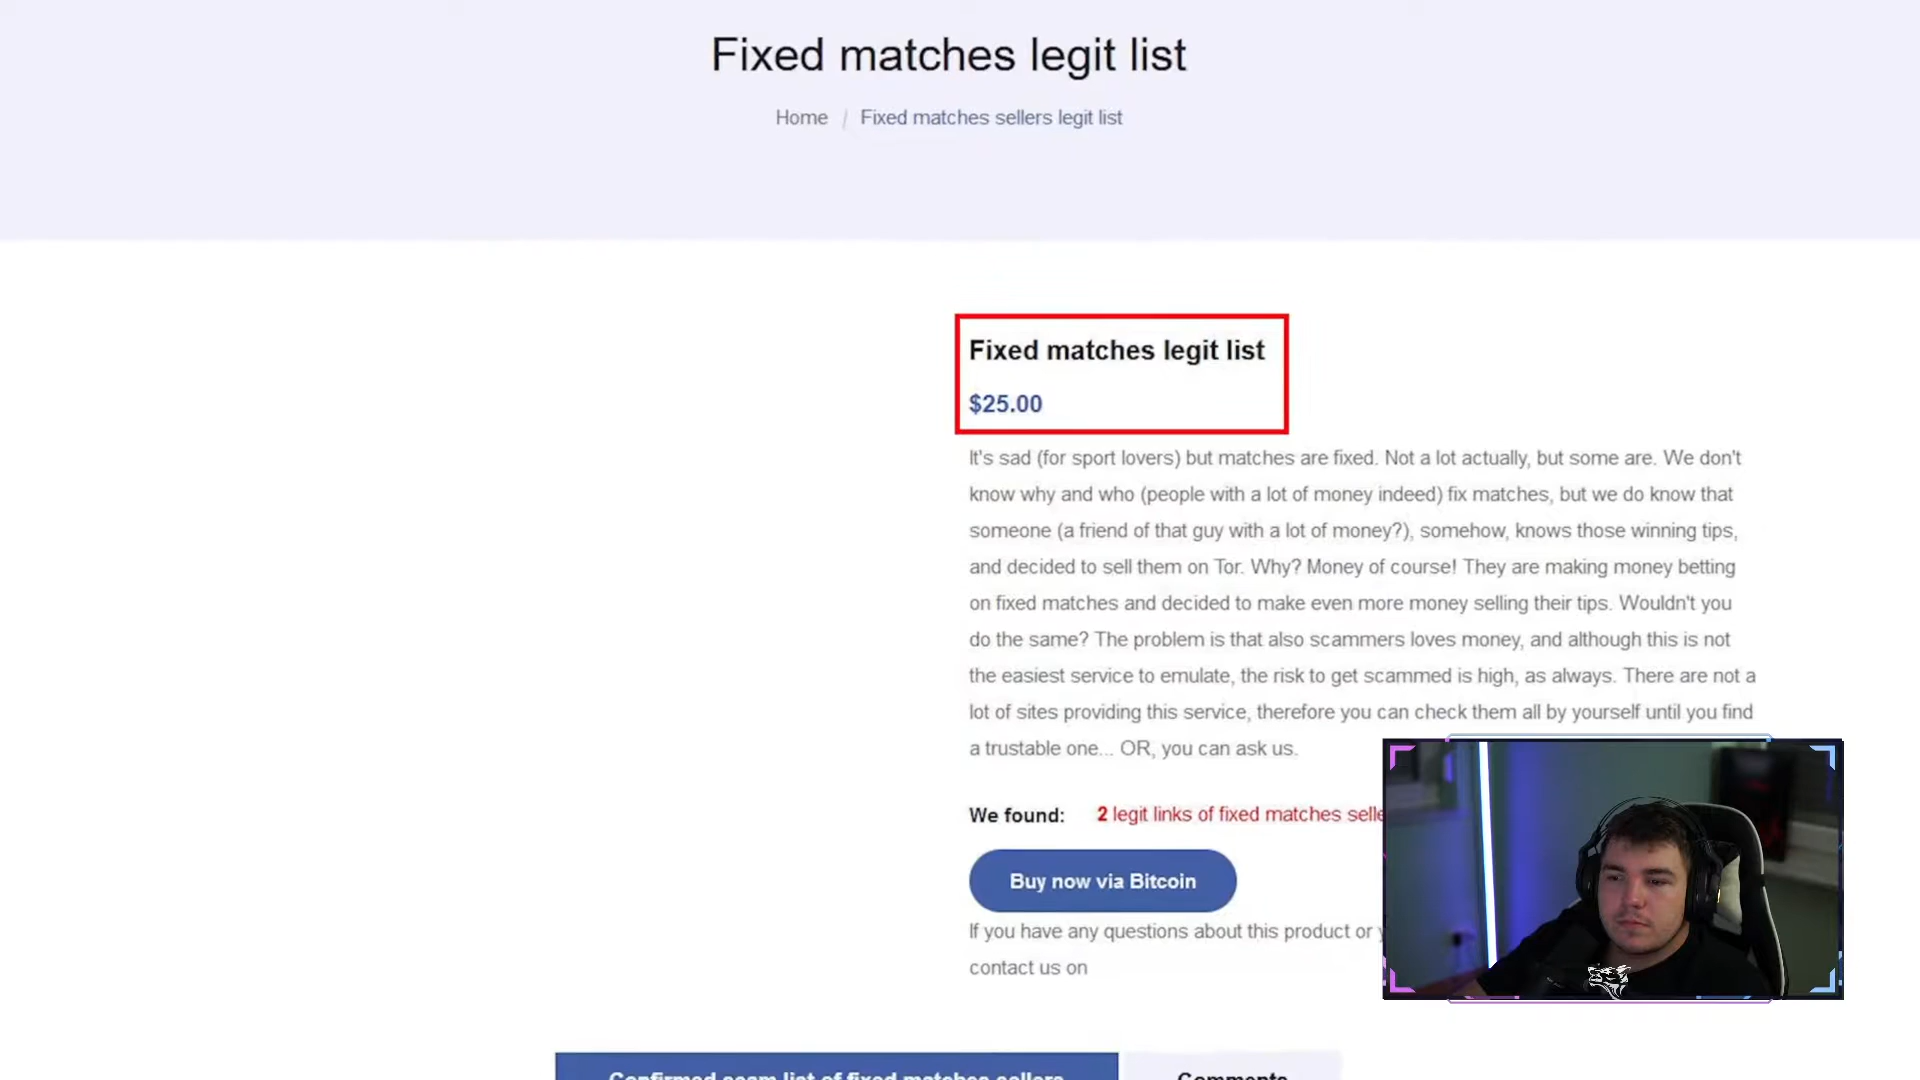 Fixed matches legit list
Home / Fixed matches sellers legit list
Fixed matches legit list
$25.00
It's sad (for sport lovers) but matches are fixed. Not a lot actually, but some are. We don't
know why and who (people with a lot of money indeed) fix matches, but we do know that
someone (a friend of that guy with a lot of money?), somehow, knows those winning tips,
and decided to sell them on Tor. Why? Money of course! They are making money betting
on fixed matches and decided to make even more money selling their tips. Wouldn't you
do the same? The problem is that also scammers loves money, and although this is not
the easiest service to emulate, the risk to get scammed is high, as always. There are not a
lot of sites providing this service, therefore you can check them all by yourself until you find
a trustable one... OR, you can ask us.
We found: 2 legit links of fixed matches selle
Buy now via Bitcoin
If you have any questions about this product or
contact us on
Confirmed scam list of fixed matches sellers
Comments